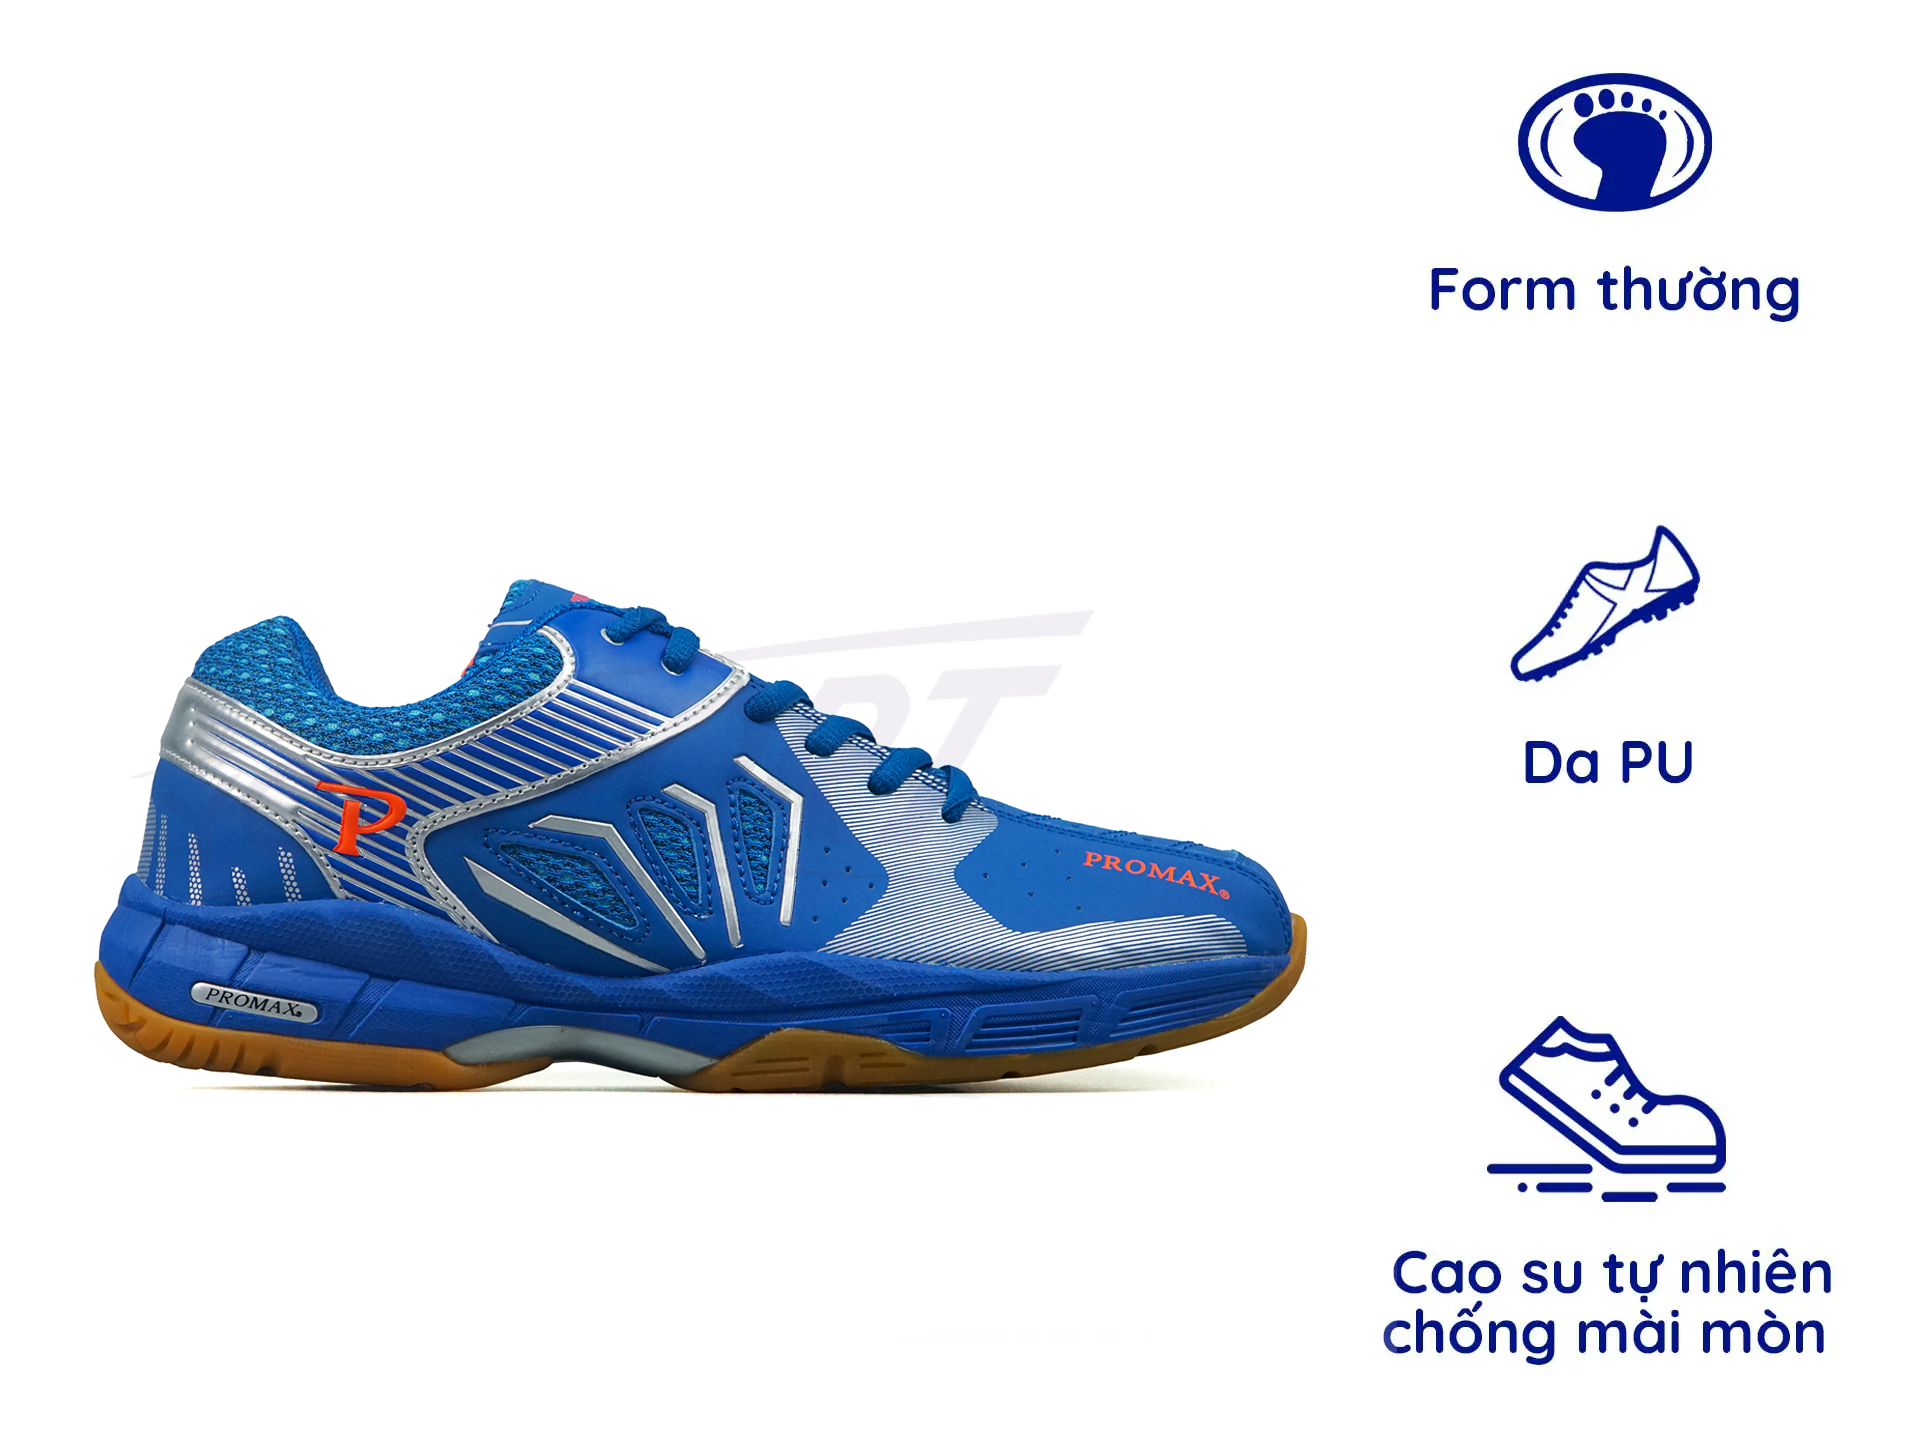 Form thường
Da PU
Cao su tự nhiên
chống mài mòn
P
PROMAX®
PROMAX